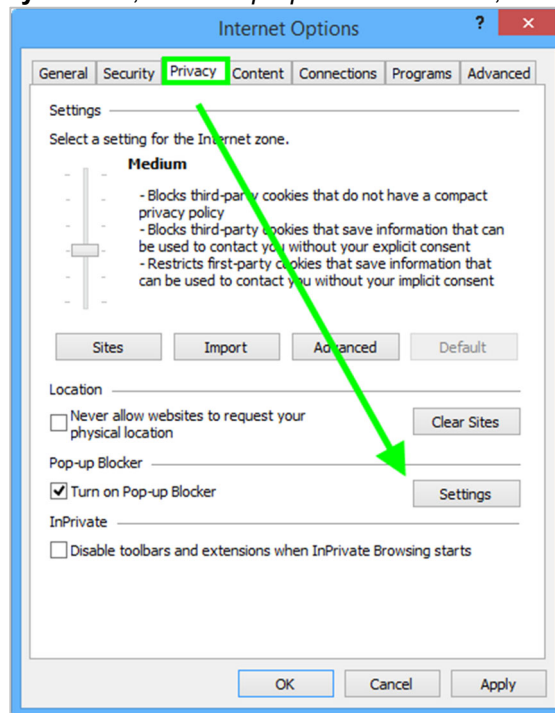 Internet Options ? ×
General Security Privacy Content Connections Programs Advanced
Settings
Select a setting for the Internet zone.
Medium
- Blocks third-party cookies that do not have a compact
privacy policy
- Blocks third-party cookies that save information that can
be used to contact you without your explicit consent
- Restricts first-party cookies that save information that
can be used to contact you without your implicit consent
Sites Import Advanced Default
Location
Never allow websites to request your
physical location
Clear Sites
Pop-up Blocker
Turn on Pop-up Blocker
Settings
InPrivate
Disable toolbars and extensions when InPrivate Browsing starts
OK Cancel Apply